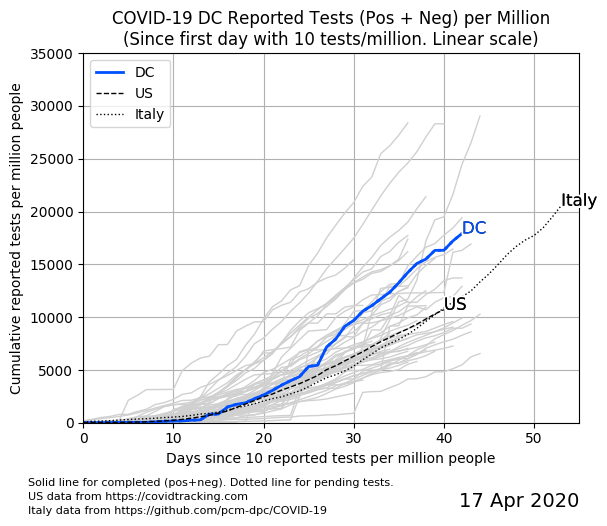 COVID-19 DC Reported Tests (Pos + Neg) per Million
(Since first day with 10 tests/million. Linear scale)
Cumulative reported tests per million people
35000
30000
25000
20000
15000
10000
5000
0
DC
US
Italy
Italy
DC
US
0 10 20 30 40 50
Days since 10 reported tests per million people
Solid line for completed (pos+neg). Dotted line for pending tests.
US data from https://covidtracking.com
Italy data from https://github.com/pcm-dpc/COVID-19
17 Apr 2020